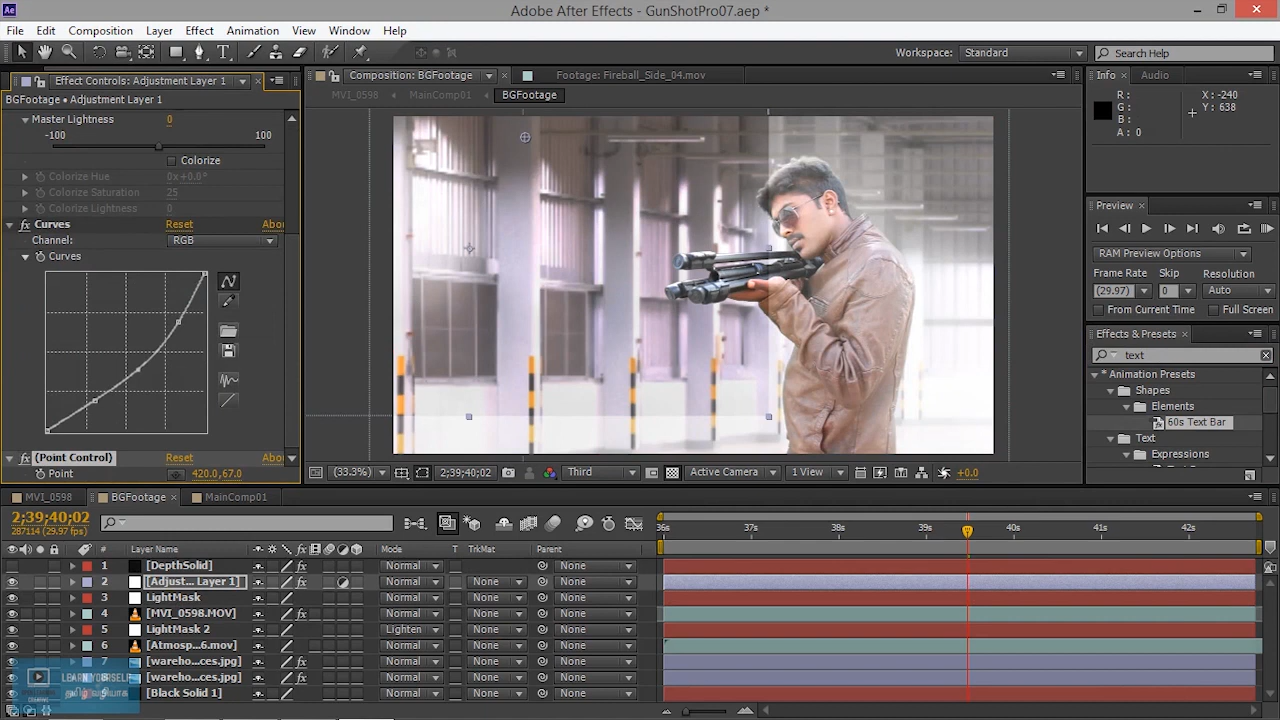 Adobe After Effects - GunShotPro07.aep *
File Edit Composition Layer Effect Animation View Window Help
Workspace: Standard Search Help
Effect Controls: Adjustment Layer 1
BGFootage • Adjustment Layer 1
Master Lightness 0
-100 100
Colorize
Colorize Hue 0x+0.0°
Colorize Saturation 25
Colorize Lightness 0
Curves Reset Abo
Channel: RGB
Curves
(Point Control) Reset Abo
Point 420.0,67.0
Composition: BGFootage Footage: Fireball_Side_04.mov
MVI_0598 MainComp01 BGFootage
(33.3%) 2;39;40;02 Third Active Camera 1 View +0.0
Info Audio
R: X: -240
G: Y: 638
B:
A: 0
Preview
RAM Preview Options
Frame Rate Skip Resolution
(29.97) 0 Auto
From Current Time Full Screen
Effects & Presets
text
* Animation Presets
Shapes
Elements
60s Text Bar
Text
Expressions
MVI_0598 BGFootage MainComp01
2;39;40;02
287114 (29.97 fps)
36s 37s 38s 39s 40s 41s 42s
# Layer Name Mode T TrkMat Parent
1 [DepthSolid] Normal None
2 [Adjust... Layer 1] Normal None None
3 LightMask Normal None None
4 [MVI_0598.MOV] Normal None None
5 LightMask 2 Lighten None None
6 [Atmosp...6.mov] Normal None None
7 [wareho...ces.jpg] Normal None None
8 [wareho...ces.jpg] Normal None None
9 [Black Solid 1] Normal None None
LEARN YOURSELF